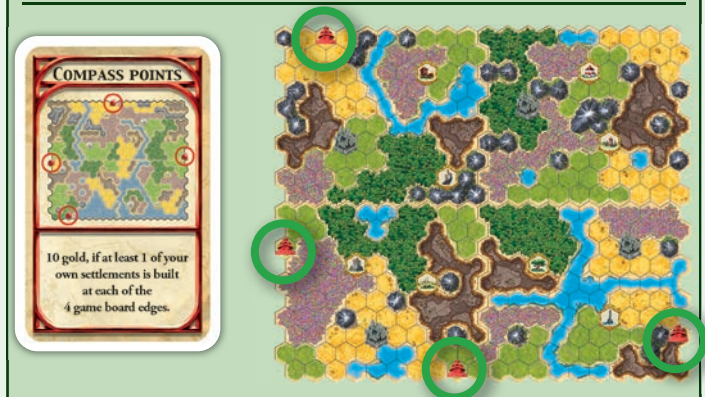 COMPASS POINTS
10 gold, if at least 1 of your
own settlements is built
at each of the
4 game board edges.